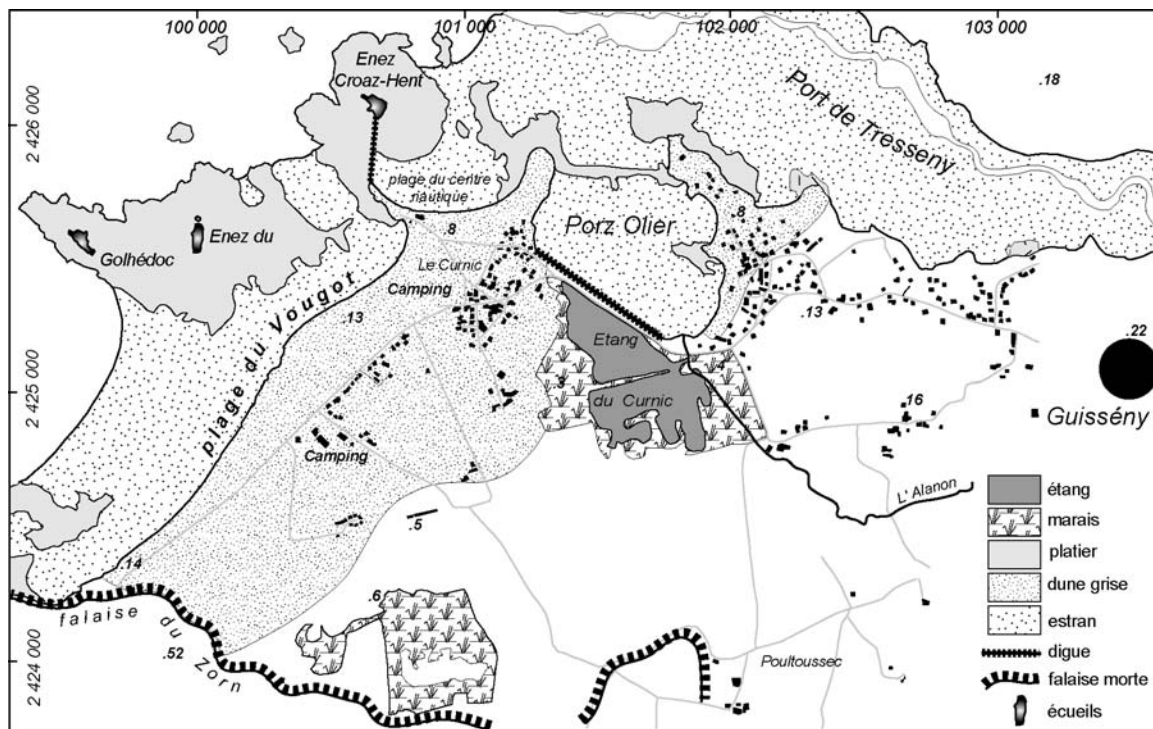 100 000
101 000
102 000
103 000
2 426 000
2 425 000
2 424 000
Enez
Croaz-Hent
.18
Port de Tresseny
plage du centre
nautique
.8
.8
Porz Olier
Enez du
Golhédoc
Le Curnic
Camping
plage du Vougot
.13
.13
.22
Etang
3
du Curnic
.16
Guissény
Camping
L' Alanon
.5
.14
.6
falaise du Zorn
.52
Poultoussec
étang
marais
platier
dune grise
estran
digue
falaise morte
écueils